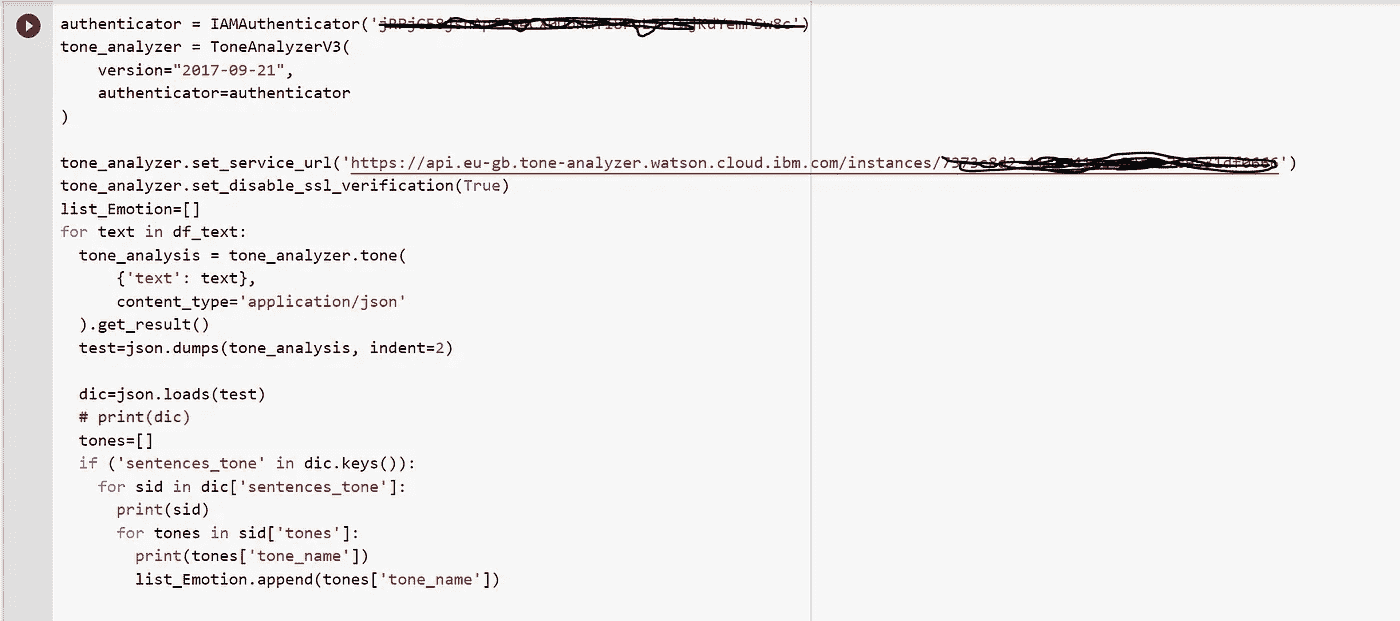 authenticator = IAMAuthenticator('')
tone_analyzer = ToneAnalyzerV3(
    version="2017-09-21",
    authenticator=authenticator
)
tone_analyzer.set_service_url('https://api.eu-gb.tone-analyzer.watson.cloud.ibm.com/instances/')
tone_analyzer.set_disable_ssl_verification(True)
list_Emotion=[]
for text in df_text:
  tone_analysis = tone_analyzer.tone(
      {'text': text},
      content_type='application/json'
  ).get_result()
  test=json.dumps(tone_analysis, indent=2)
  dic=json.loads(test)
  # print(dic)
  tones=[]
  if ('sentences_tone' in dic.keys()):
    for sid in dic['sentences_tone']:
      print(sid)
      for tones in sid['tones']:
        print(tones['tone_name'])
        list_Emotion.append(tones['tone_name'])